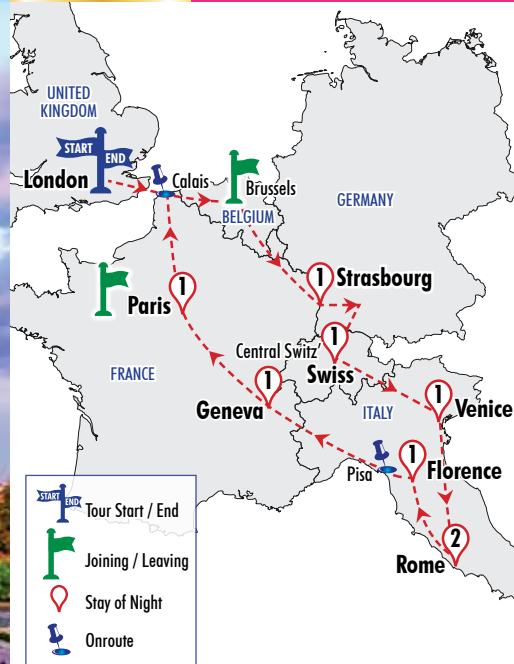 UNITED
KINGDOM
START
END
London
Calais
Brussels
BELGIUM
GERMANY
1
Strasbourg
1
Paris
1
Central Switz
Swiss
FRANCE
1
Geneva
ITALY
1
Venice
1
Florence
Pisa
2
Rome
START
END
Tour Start / End
Joining / Leaving
Stay of Night
Onroute